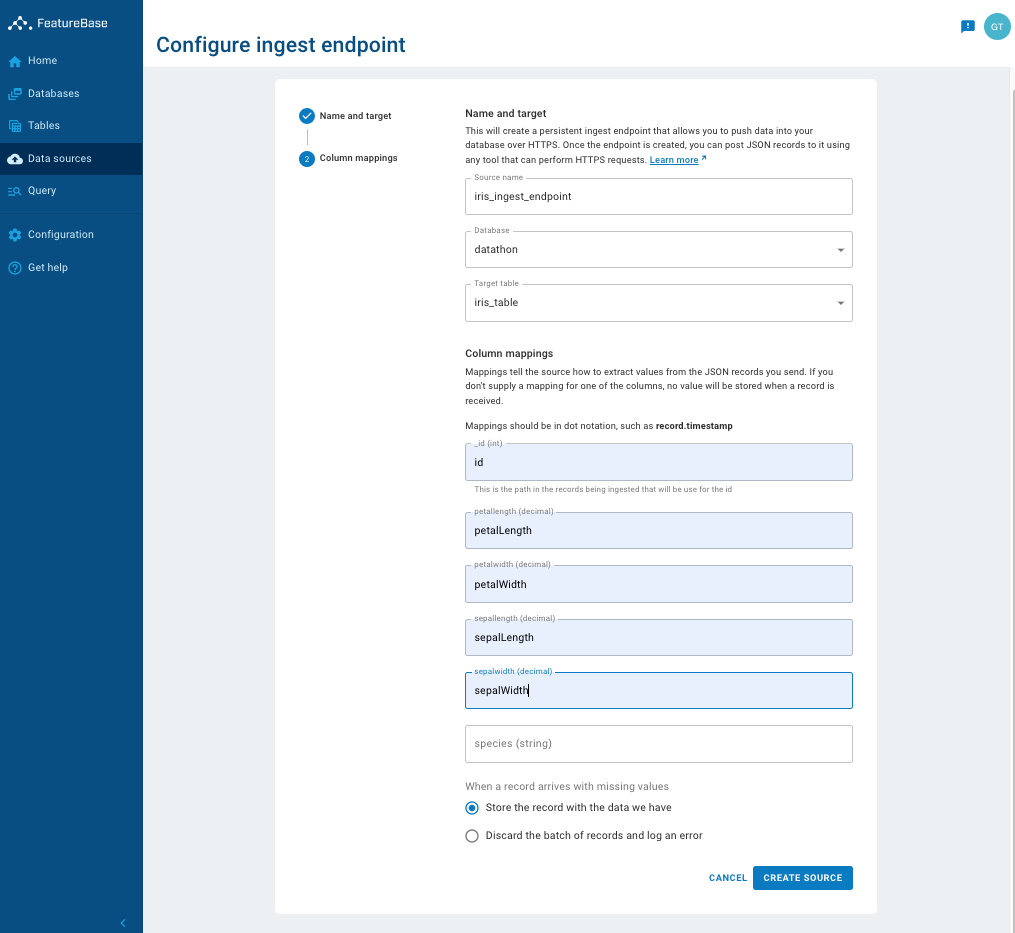 FeatureBase
Home
Databases
Tables
Data sources
Query
Configuration
Get help
Configure ingest endpoint
GT
Name and target
2 Column mappings
Name and target
This will create a persistent ingest endpoint that allows you to push data into your
database over HTTPS. Once the endpoint is created, you can post JSON records to it using
any tool that can perform HTTPS requests. Learn more
Source name
iris_ingest_endpoint
Database
datathon
Target table
iris_table
Column mappings
Mappings tell the source how to extract values from the JSON records you send. If you
don't supply a mapping for one of the columns, no value will be stored when a record is
received.
Mappings should be in dot notation, such as record.timestamp
_id (int)
id
This is the path in the records being ingested that will be use for the id
petallength (decimal)
petalLength
petalwidth (decimal)
petalWidth
sepallength (decimal)
sepalLength
sepalwidth (decimal)
sepalWidth
species (string)
When a record arrives with missing values
Store the record with the data we have
Discard the batch of records and log an error
CANCEL CREATE SOURCE